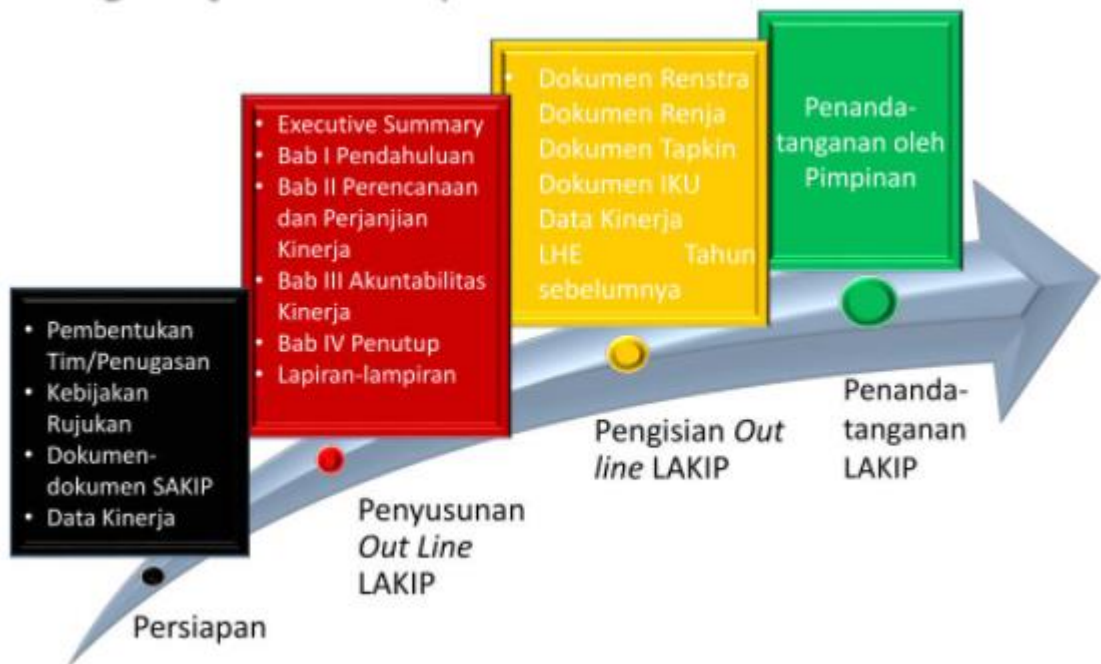 • Pembentukan
Tim/Penugasan
• Kebijakan
Rujukan
• Dokumen-
dokumen SAKIP
• Data Kinerja
Persiapan
• Executive Summary
• Bab I Pendahuluan
• Bab II Perencanaan
dan Perjanjian
Kinerja
• Bab III Akuntabilitas
Kinerja
• Bab IV Penutup
• Lapiran-lampiran
Penyusunan
Out Line
LAKIP
• Dokumen Renstra
Dokumen Renja
Dokumen Tapkin
Dokumen IKU
Data Kinerja
LHE Tahun
sebelumnya
Pengisian Out
line LAKIP
Penanda-
tanganan oleh
Pimpinan
Penanda-
tanganan
LAKIP